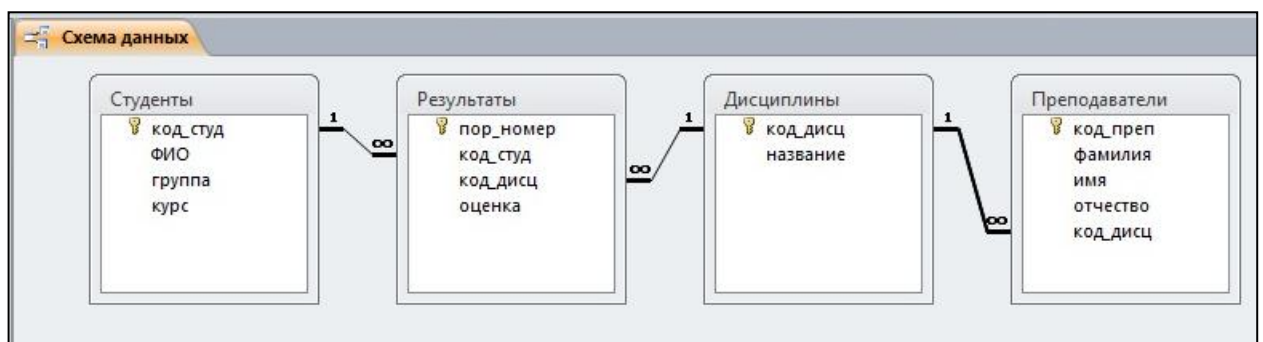 Схема данных
Студенты
код_студ
ФИО
группа
курс
1
∞
Результаты
пор_номер
код_студ
код_дисц
оценка
∞
1
Дисциплины
код_дисц
название
1
∞
Преподаватели
код_преп
фамилия
имя
отчество
код_дисц